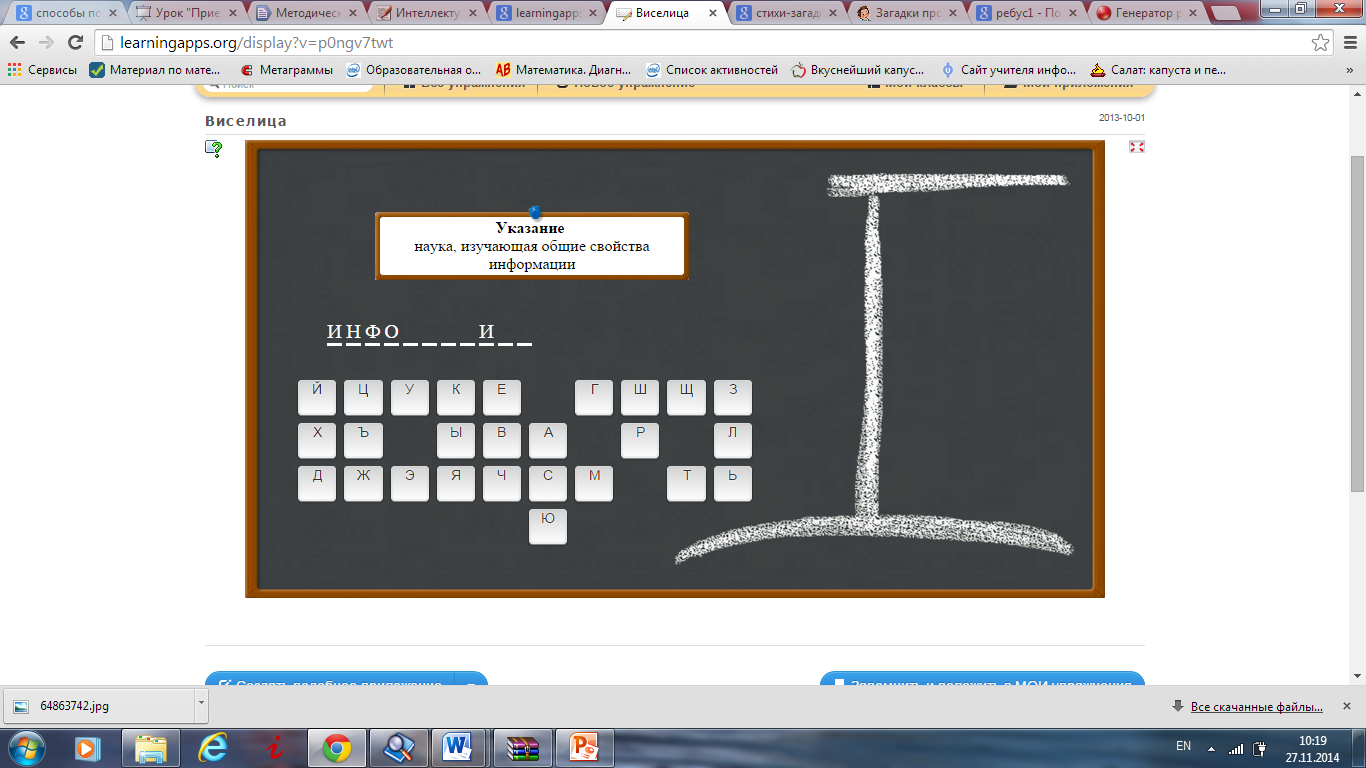 способы по
Урок "Прие
Методическ
Интеллекту
learningapp
Виселица
стихи-загад
Загадки про
ребус1 - По
Генератор р
learningapps.org/display?v=p0ngv7twt
Сервисы
Материал по мате...
Метаграммы
Образовательная о...
Математика. Диагн...
Список активностей
Вкуснейший капус...
Сайт учителя инфо...
Салат: капуста и пе...
»
Виселица
2013-10-01
Указание
наука, изучающая общие свойства
информации
ИНФО____И__
Й Ц У К Е Г Ш Щ З
Х Ъ Ы В А Р Л
Д Ж Э Я Ч С М Т Ь
Ю
64863742.jpg
Все скачанные файлы...
EN
10:19
27.11.2014